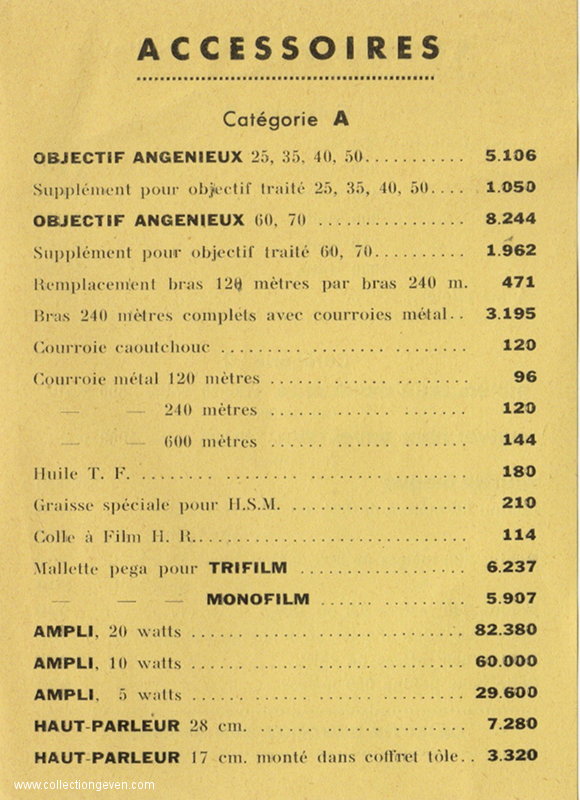 ACCESSOIRES
Catégorie A
OBJECTIF ANGENIEUX 25, 35, 40, 50........... 5.106
Supplément pour objectif traité 25, 35, 40, 50.... 1.050
OBJECTIF ANGENIEUX 60, 70 ................ 8.244
Supplément pour objectif traité 60, 70.......... 1.962
Remplacement bras 120 mètres par bras 240 m. 471
Bras 240 mètres complets avec courroies métal.. 3.195
Courroie caoutchouc ........................ 120
Courroie métal 120 mètres ................... 96
— — 240 mètres ................... 120
— — 600 mètres ................... 144
Huile T. F. ................................ 180
Graisse spéciale pour H.S.M. ................ 210
Colle à Film H. R............................ 114
Mallette pega pour TRIFILM ................. 6.237
— — — MONOFILM .............. 5.907
AMPLI, 20 watts ............................ 82.380
AMPLI, 10 watts ............................ 60.000
AMPLI, 5 watts ............................ 29.600
HAUT-PARLEUR 28 cm. ..................... 7.280
HAUT-PARLEUR 17 cm. monté dans coffret tôle.. 3.320
www.collectiongeven.com